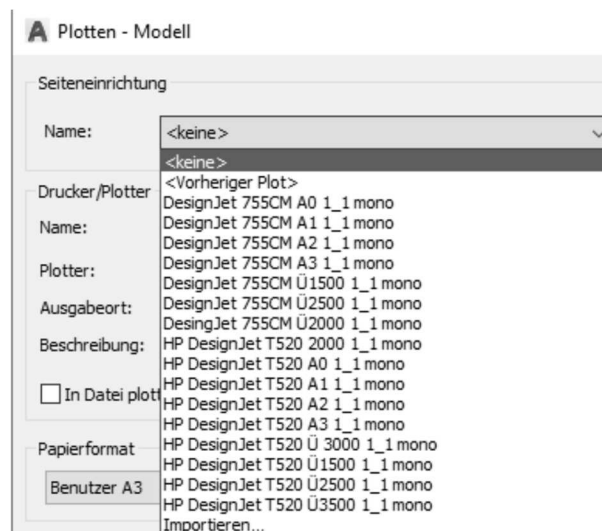 Plotten - Modell
Seiteneinrichtung
Name:
<keine>
<keine>
<Vorheriger Plot>
DesignJet 755CM A0 1_1 mono
DesignJet 755CM A1 1_1 mono
DesignJet 755CM A2 1_1 mono
DesignJet 755CM A3 1_1 mono
DesignJet 755CM Ü1500 1_1 mono
DesignJet 755CM Ü2500 1_1 mono
DesingJet 755CM Ü2000 1_1 mono
HP DesignJet T520 2000 1_1 mono
HP DesignJet T520 A0 1_1 mono
HP DesignJet T520 A1 1_1 mono
HP DesignJet T520 A2 1_1 mono
HP DesignJet T520 A3 1_1 mono
HP DesignJet T520 Ü 3000 1_1 mono
HP DesignJet T520 Ü1500 1_1 mono
HP DesignJet T520 Ü2500 1_1 mono
HP DesignJet T520 Ü3500 1_1 mono
Importieren...
Drucker/Plotter
Name:
Plotter:
Ausgabeort:
Beschreibung:
In Datei plott
Papierformat
Benutzer A3